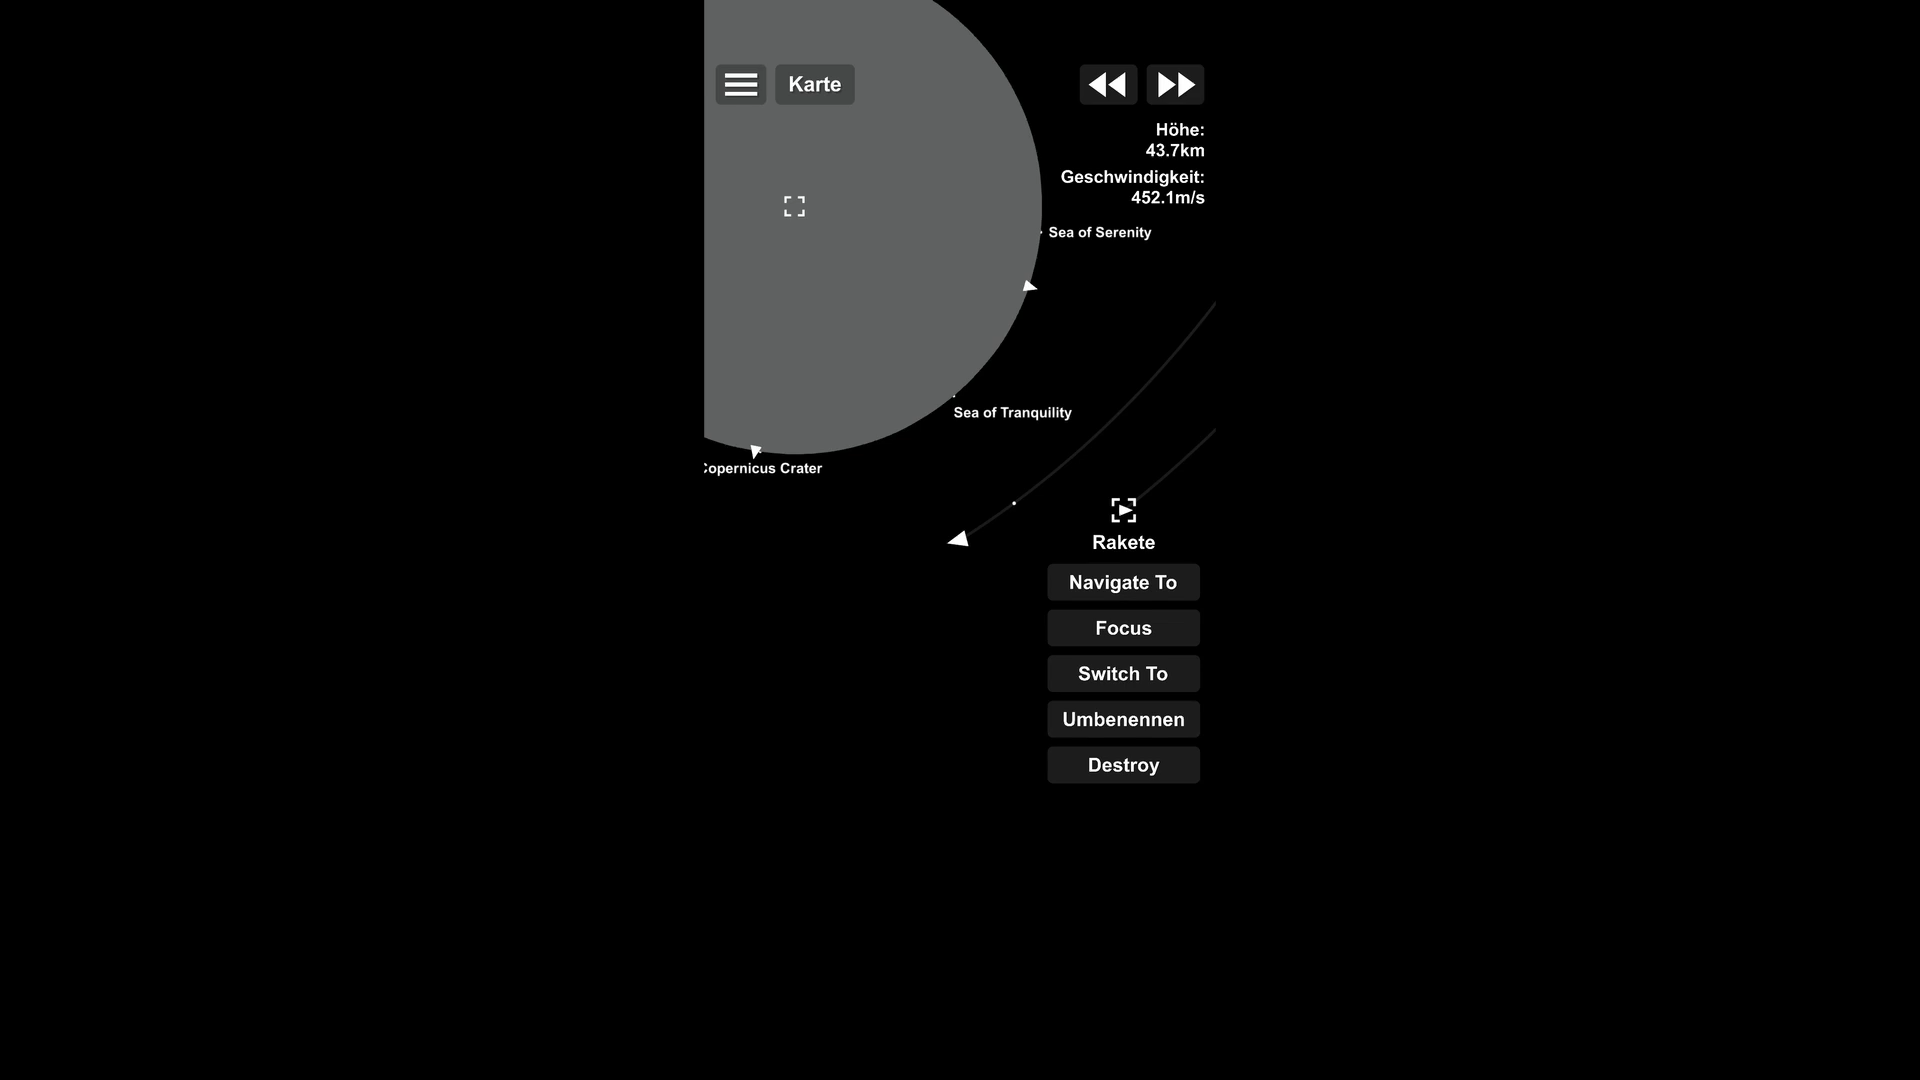 Karte
Höhe:
43.7km
Geschwindigkeit:
452.1m/s
Sea of Serenity
Sea of Tranquility
Copernicus Crater
Rakete
Navigate To
Focus
Switch To
Umbenennen
Destroy